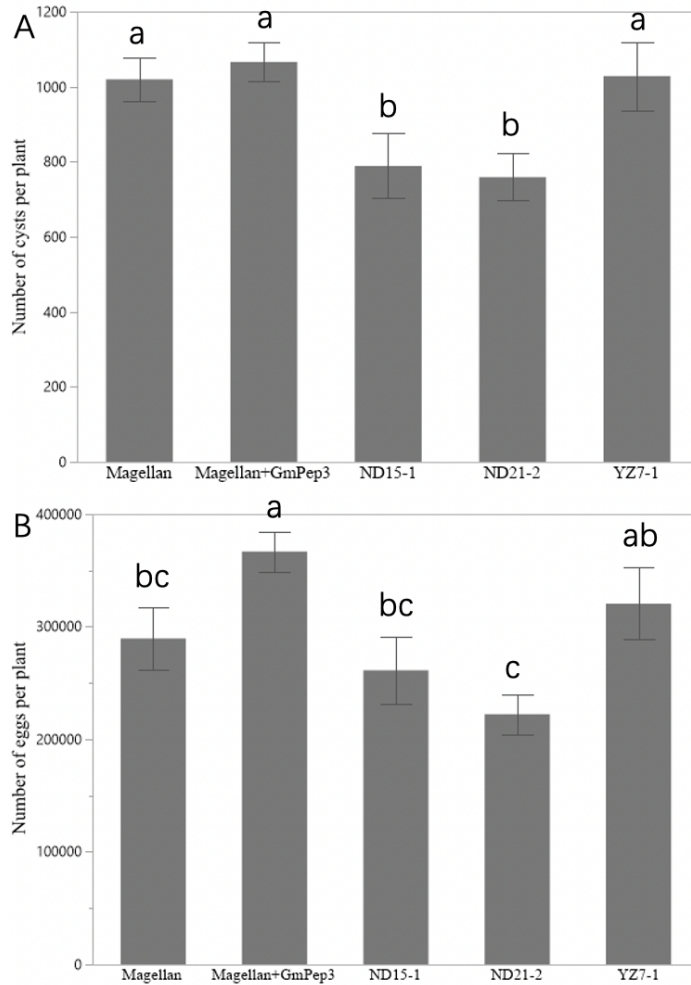 A
1200
1000
800
600
400
200
0
Number of cysts per plant
a
a
b
b
a
Magellan
Magellan+GmPep3
ND15-1
ND21-2
YZ7-1
B
400000
300000
200000
100000
0
Number of eggs per plant
bc
a
bc
c
ab
Magellan
Magellan+GmPep3
ND15-1
ND21-2
YZ7-1